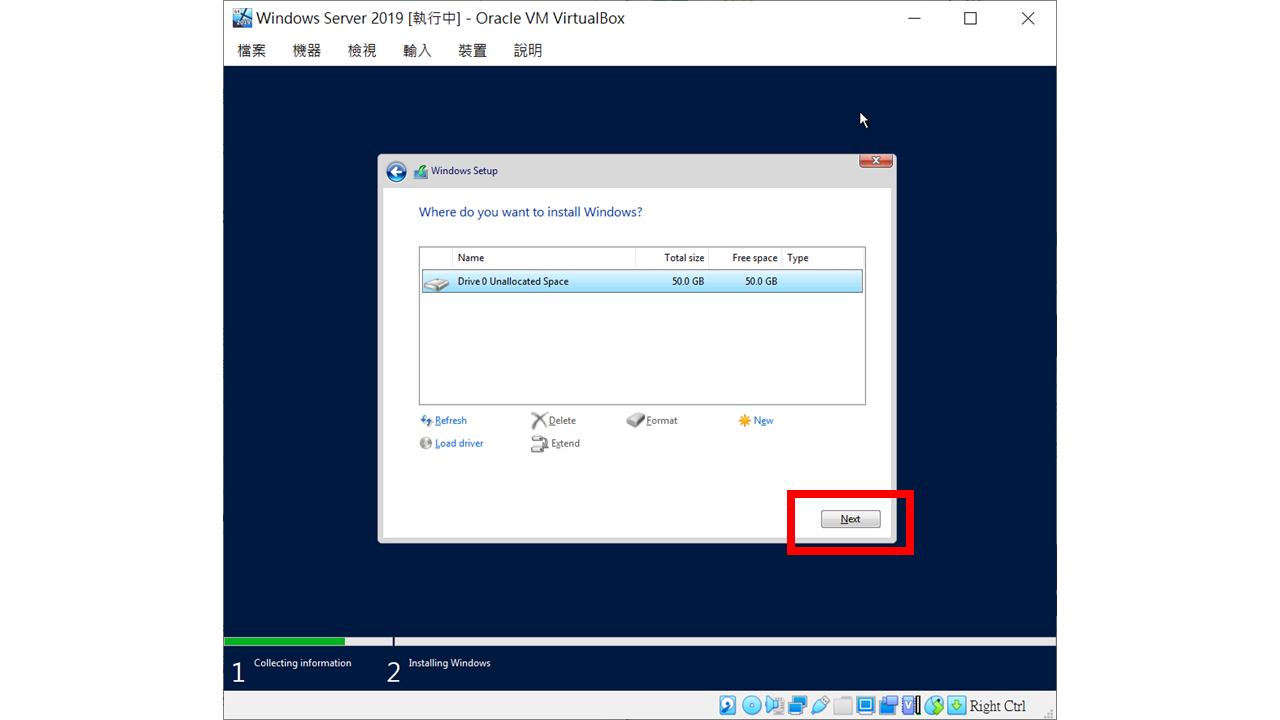 Windows Server 2019 [執行中] - Oracle VM VirtualBox
檔案 機器 檢視 輸入 裝置 說明
Windows Setup
Where do you want to install Windows?
Name Total size Free space Type
Drive 0 Unallocated Space 50.0 GB 50.0 GB
Refresh Delete Format New
Load driver Extend
Next
1 Collecting information 2 Installing Windows
Right Ctrl